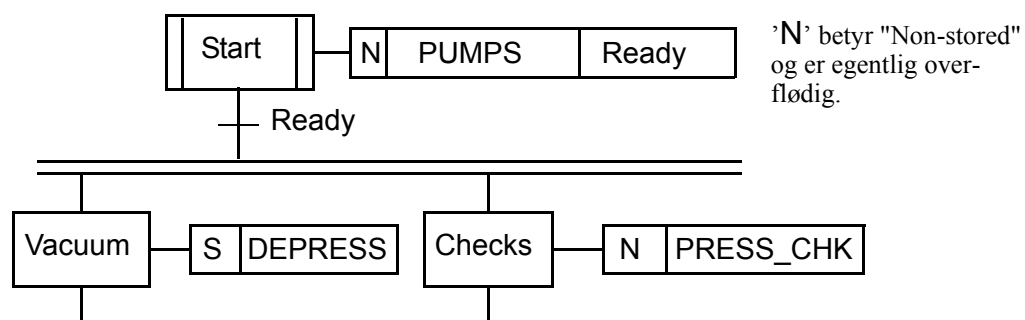 Start
N PUMPS Ready
’N’ betyr "Non-stored"
og er egentlig over-
flødig.
Ready
Vacuum
S DEPRESS
Checks
N PRESS_CHK